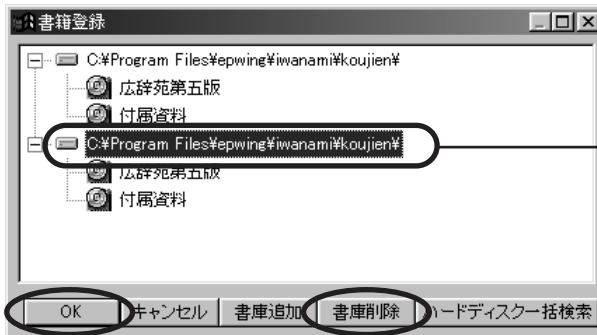 書籍登録
C:¥Program Files¥epwing¥iwanami¥koujien¥
広辞苑第五版
付属資料
C:¥Program Files¥epwing¥iwanami¥koujien¥
広辞苑第五版
付属資料
OK キャンセル 書庫追加 書庫削除 ハードディスク一括検索